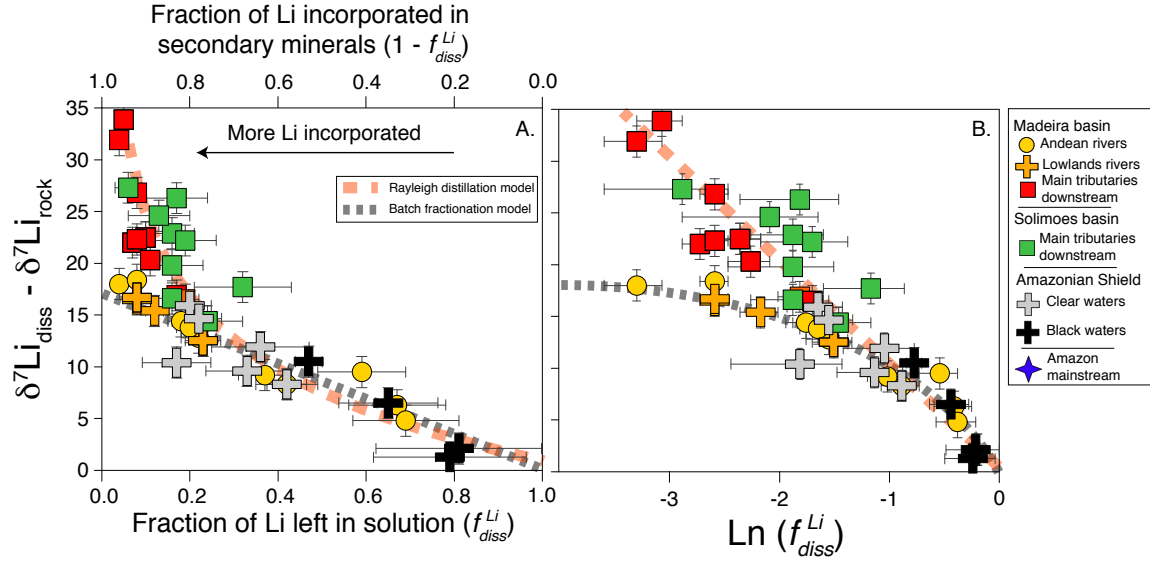 Fraction of Li incorporated in
secondary minerals (1 - f_diss^Li)
1.0 0.8 0.6 0.4 0.2 0.0
35
30
25
20
15
10
5
0
δ⁷Li_diss - δ⁷Li_rock
More Li incorporated
A.
Rayleigh distillation model
Batch fractionation model
0.0 0.2 0.4 0.6 0.8 1.0
Fraction of Li left in solution (f_diss^Li)
B.
-3 -2 -1 0
Ln (f_diss^Li)
Madeira basin
Andean rivers
Lowlands rivers
Main tributaries
downstream
Solimoes basin
Main tributaries
downstream
Amazonian Shield
Clear waters
Black waters
Amazon
mainstream